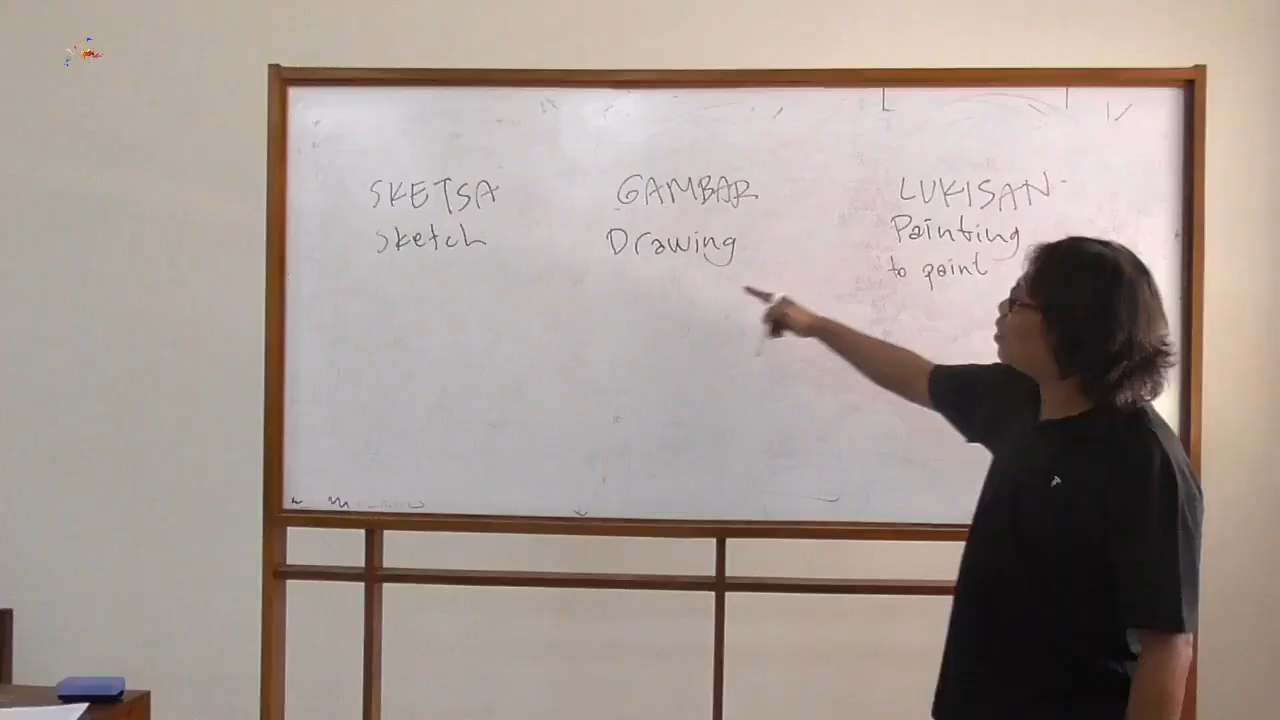 SKETSA
Sketch
GAMBAR
Drawing
LUKISAN
Painting
to paint